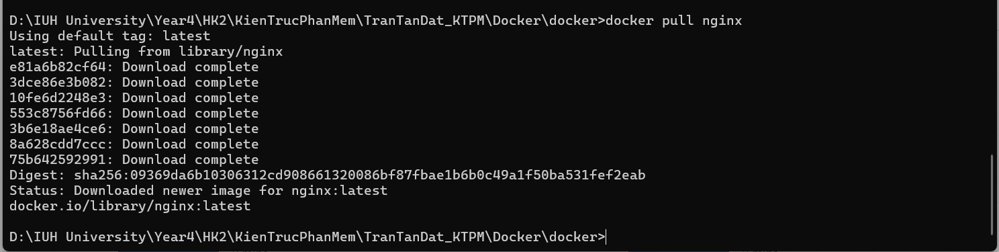 D:\IUH University\Year4\HK2\KienTrucPhanMem\TranTanDat_KTPM\Docker\docker>docker pull nginx
Using default tag: latest
latest: Pulling from library/nginx
e81a6b82cf64: Download complete
3dce86e3b082: Download complete
10fe6d2248e3: Download complete
553c8756fd66: Download complete
3b6e18ae4ce6: Download complete
8a628cdd7ccc: Download complete
75b642592991: Download complete
Digest: sha256:09369da6b10306312cd908661320086bf87fbae1b6b0c49a1f50ba531fef2eab
Status: Downloaded newer image for nginx:latest
docker.io/library/nginx:latest
D:\IUH University\Year4\HK2\KienTrucPhanMem\TranTanDat_KTPM\Docker\docker>